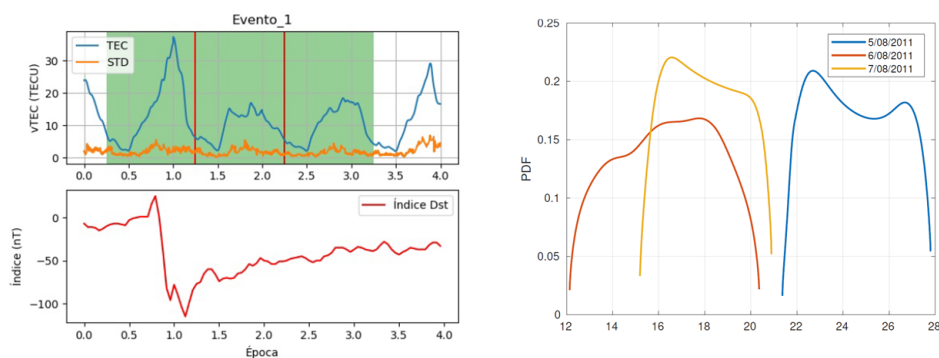 Evento_1
TEC
STD
vTEC (TECU)
30
20
10
0
0.0 0.5 1.0 1.5 2.0 2.5 3.0 3.5 4.0
Índice Dst
Índice (nT)
0
−50
−100
0.0 0.5 1.0 1.5 2.0 2.5 3.0 3.5 4.0
Época
5/08/2011
6/08/2011
7/08/2011
PDF
0.25
0.2
0.15
0.1
0.05
0
12 14 16 18 20 22 24 26 28